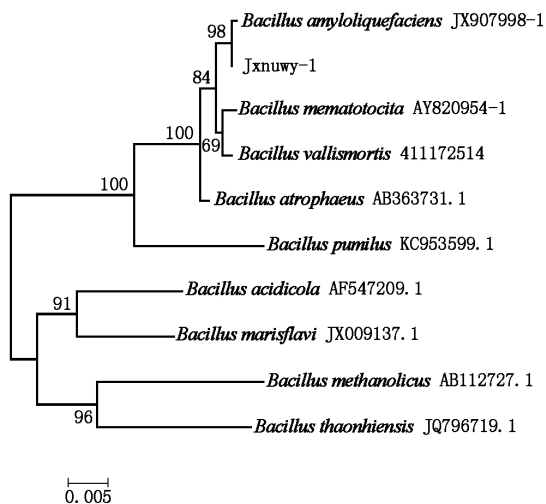 98
Bacillus amyloliquefaciens JX907998-1
Jxnuwy-1
84
Bacillus mematotocita AY820954-1
100
69
Bacillus vallismortis 411172514
100
Bacillus atrophaeus AB363731.1
Bacillus pumilus KC953599.1
Bacillus acidicola AF547209.1
91
Bacillus marisflavi JX009137.1
Bacillus methanolicus AB112727.1
96
Bacillus thaonhiensis JQ796719.1
0.005